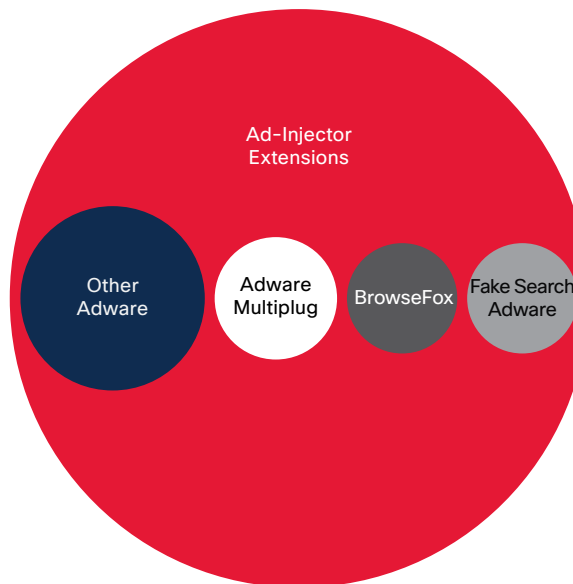 Ad-Injector
Extensions
Other
Adware
Adware
Multiplug
BrowseFox
Fake Search
Adware